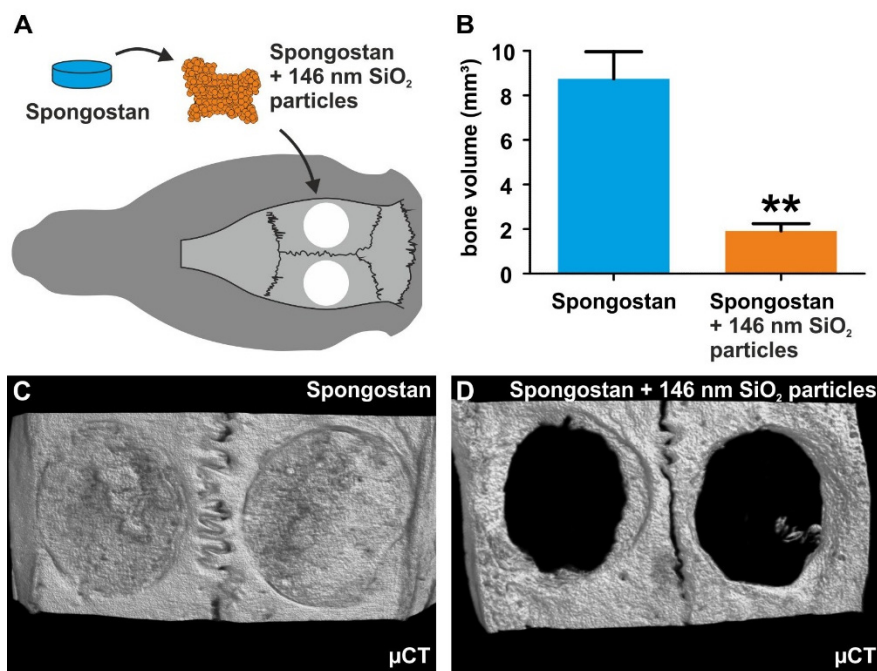 A
Spongostan
Spongostan
+ 146 nm SiO₂
particles
B
bone volume (mm³)
10
8
6
4
2
0
**
Spongostan
Spongostan
+ 146 nm SiO₂
particles
C
Spongostan
µCT
D
Spongostan + 146 nm SiO₂ particles
µCT